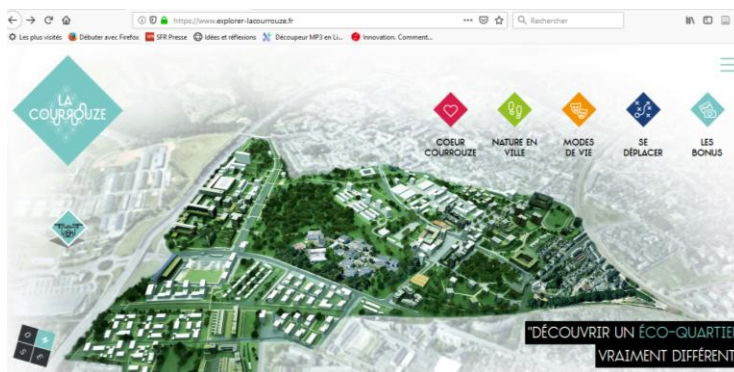 https://www.explorer-lacourrouze.fr
Rechercher
Les plus visités Débuter avec Firefox SFR Presse Idées et réflexions Découpeur MP3 en Li... Innovation. Comment...
LA
COURROUZE
COEUR
COURROUZE
NATURE EN
VILLE
MODES
DE VIE
SE
DÉPLACER
LES
BONUS
O N
S E
"DÉCOUVRIR UN ÉCO-QUARTIE
VRAIMENT DIFFÉRENT